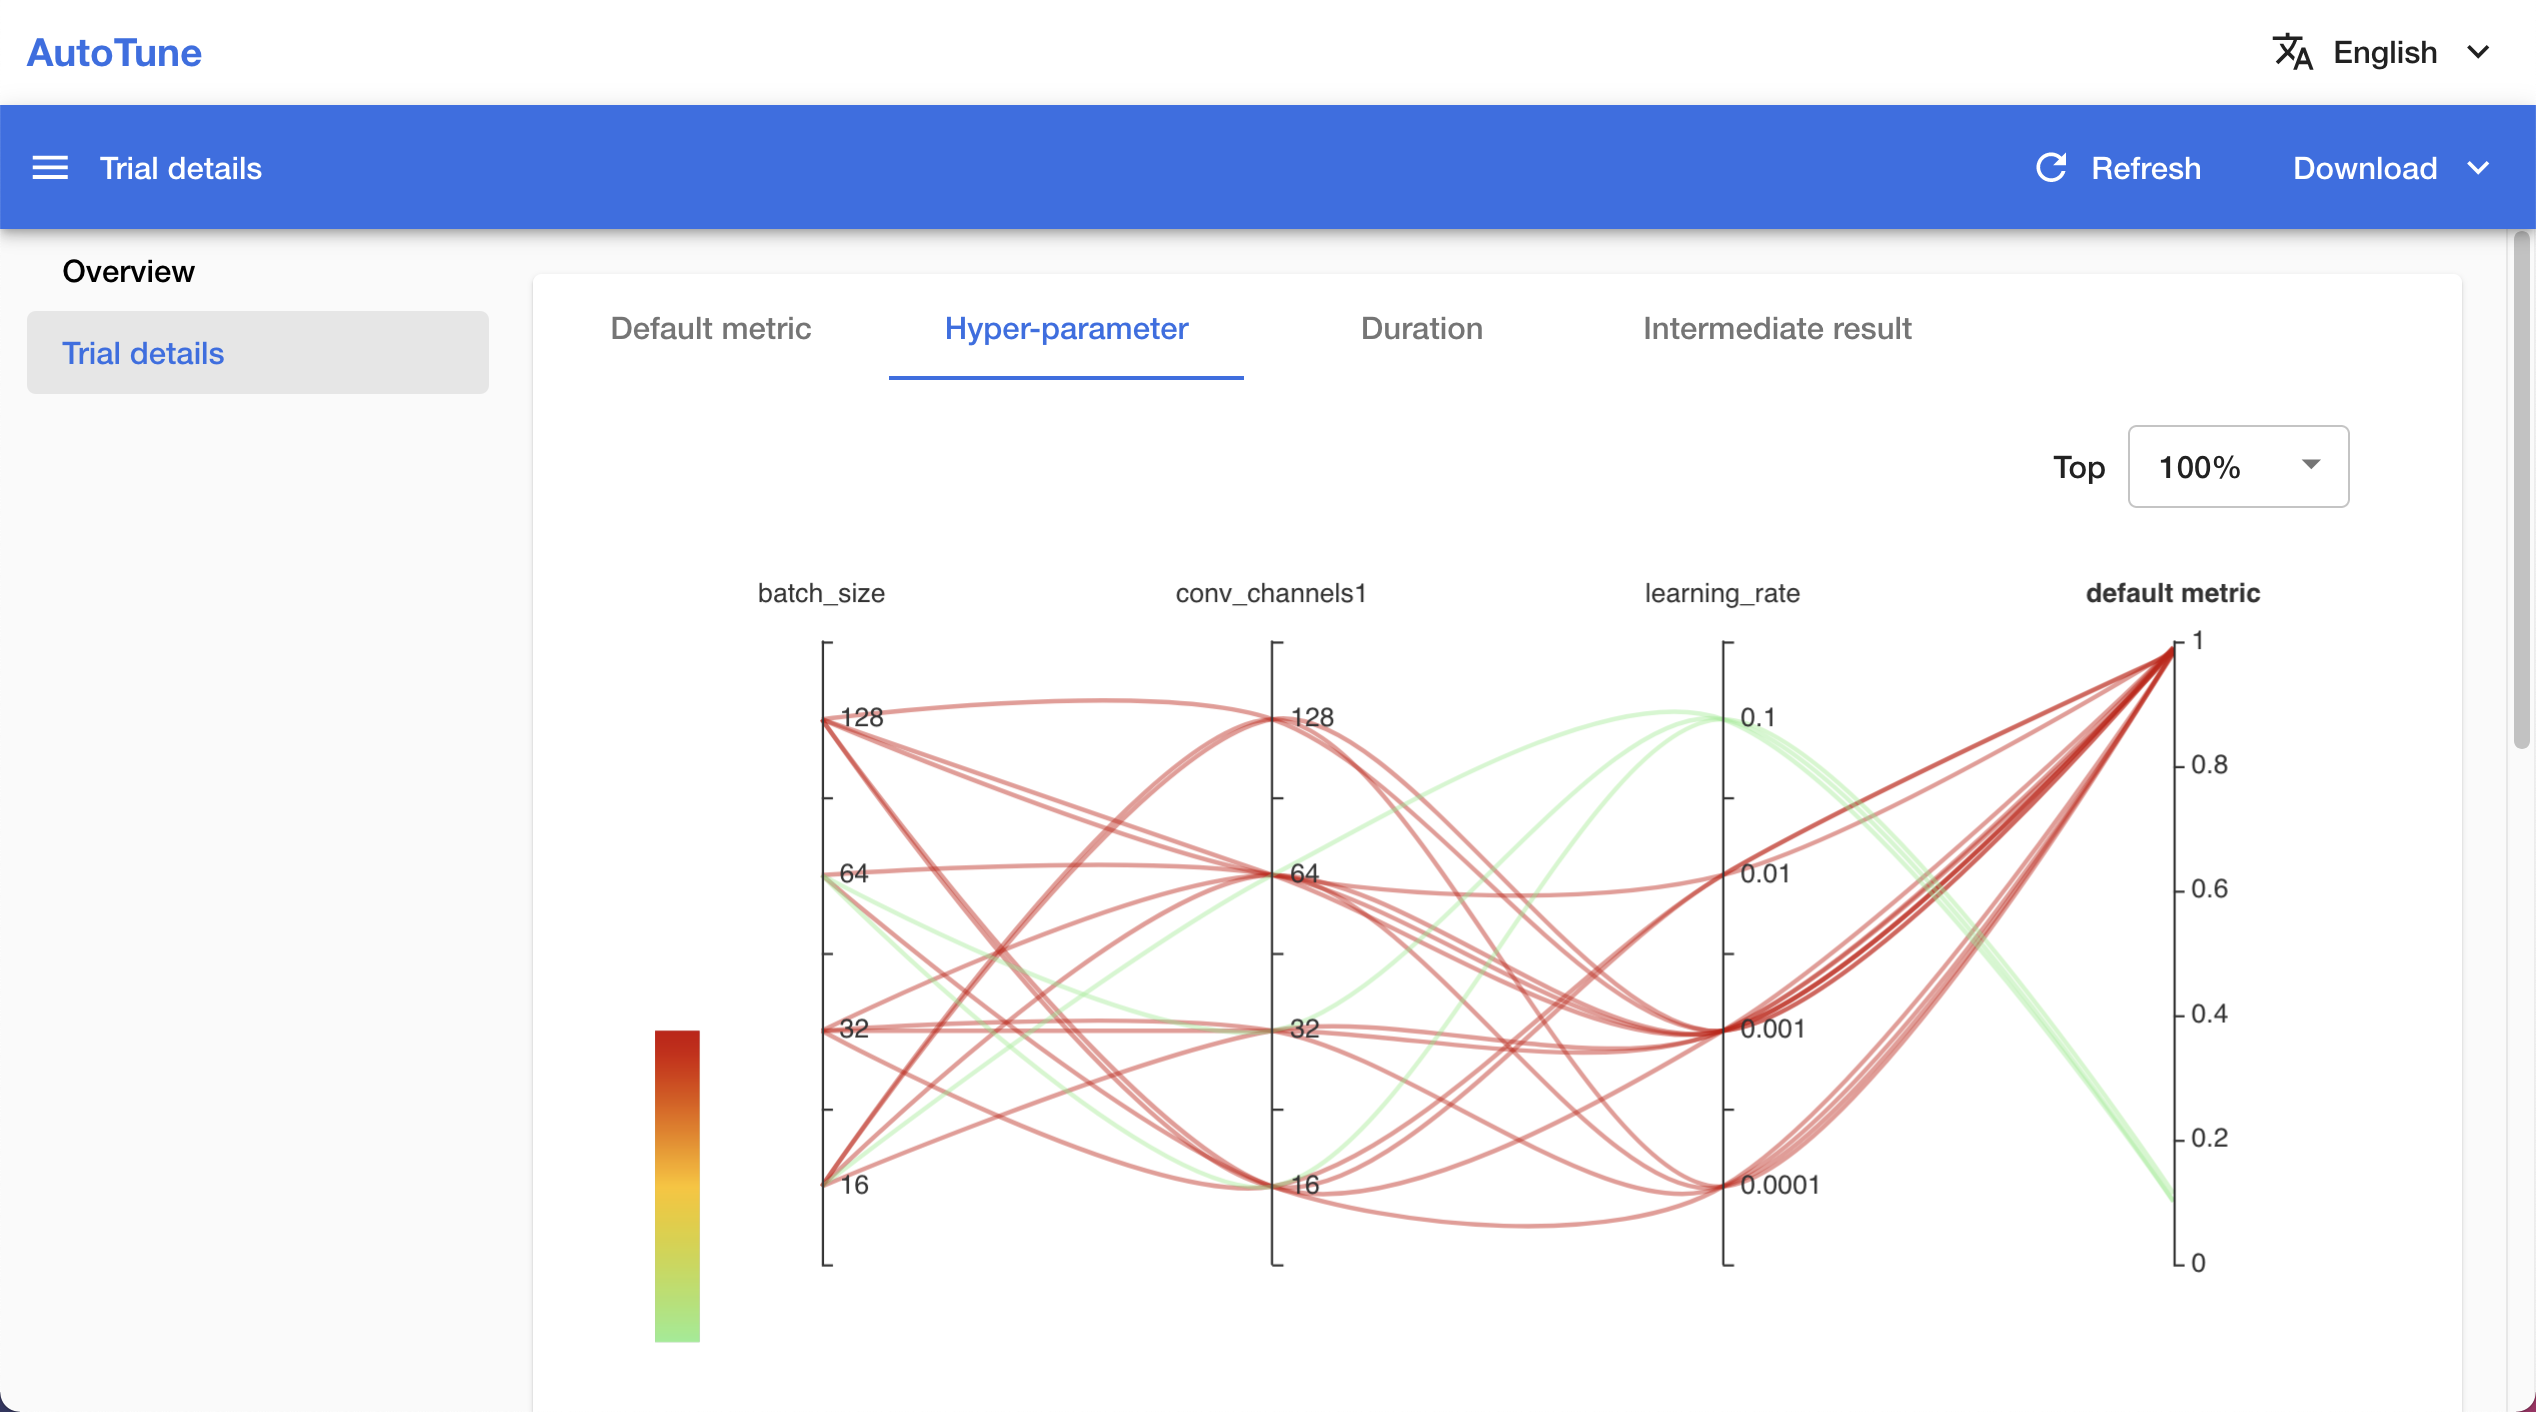 AutoTune
English
Trial details
Refresh
Download
Overview
Trial details
Default metric
Hyper-parameter
Duration
Intermediate result
Top
100%
batch_size
conv_channels1
learning_rate
default metric
128
64
32
16
128
64
32
16
0.1
0.01
0.001
0.0001
1
0.8
0.6
0.4
0.2
0